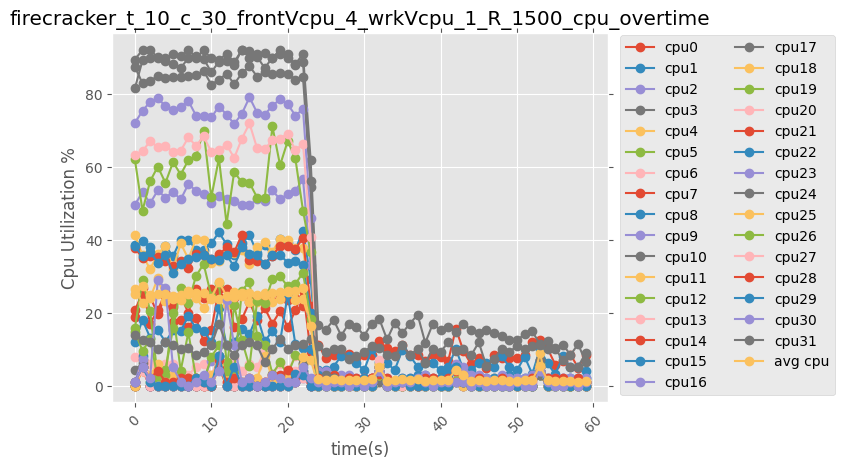 firecracker_t_10_c_30_frontVcpu_4_wrkVcpu_1_R_1500_cpu_overtime
Cpu Utilization %
80
60
40
20
0
0
10
20
30
40
50
60
time(s)
cpu0
cpu1
cpu2
cpu3
cpu4
cpu5
cpu6
cpu7
cpu8
cpu9
cpu10
cpu11
cpu12
cpu13
cpu14
cpu15
cpu16
cpu17
cpu18
cpu19
cpu20
cpu21
cpu22
cpu23
cpu24
cpu25
cpu26
cpu27
cpu28
cpu29
cpu30
cpu31
avg cpu